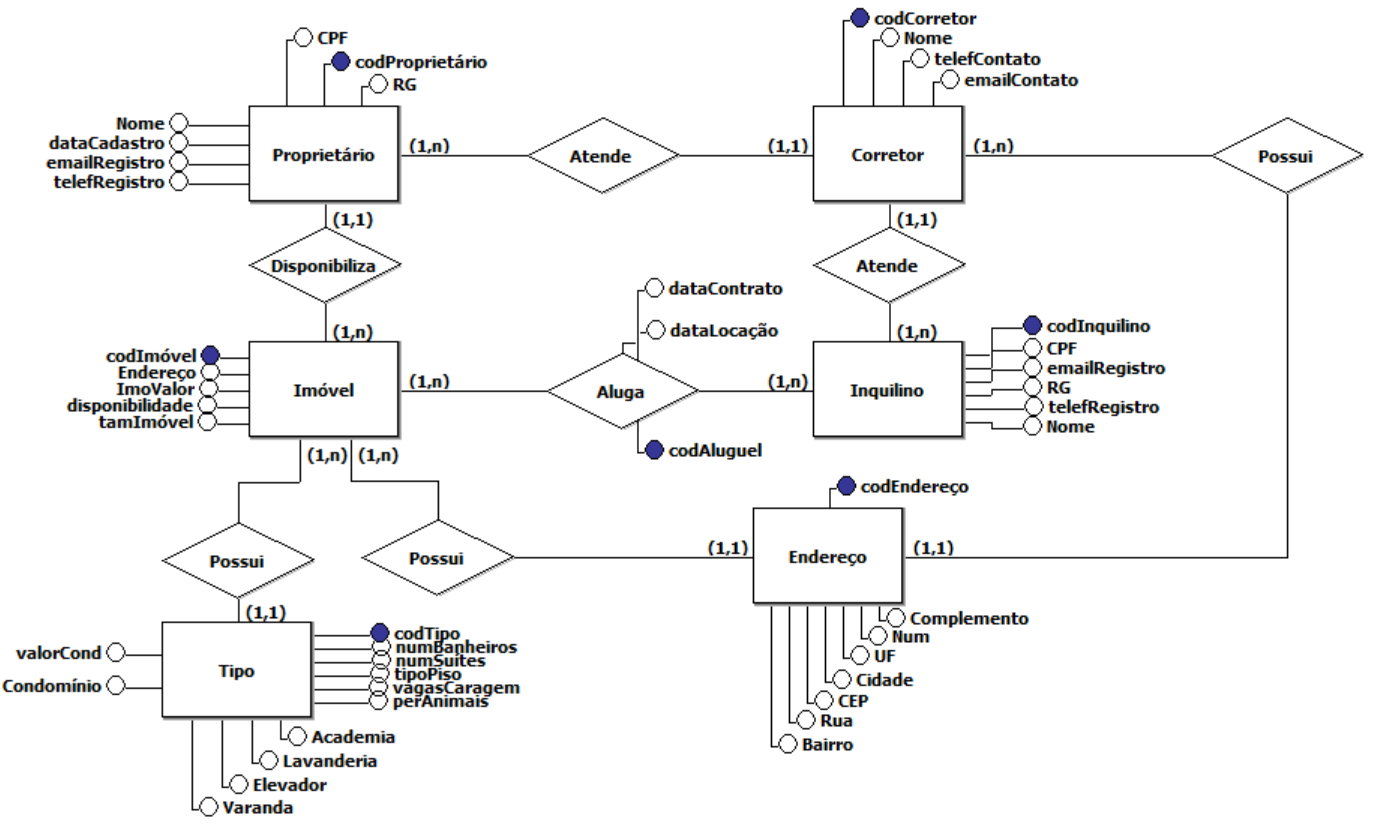 codCorretor
Nome
telefContato
emailContato
CPF
codProprietário
RG
Nome
dataCadastro
emailRegistro
telefRegistro
Proprietário
(1,n)
Atende
(1,1)
Corretor
(1,n)
Possui
(1,1)
Disponibiliza
(1,n)
(1,1)
Atende
(1,n)
dataContrato
dataLocação
codImóvel
Endereço
ImoValor
disponibilidade
tamImóvel
Imóvel
(1,n)
Aluga
(1,n)
Inquilino
codInquilino
CPF
emailRegistro
RG
telefRegistro
Nome
codAluguel
(1,n) (1,n)
Possui
Possui
codEndereço
(1,1)
Endereço
(1,1)
Complemento
Num
UF
Cidade
CEP
Rua
Bairro
(1,1)
valorCond
Condomínio
Tipo
codTipo
numBanheiros
numSuítes
tipoPiso
vagasCaragem
perAnimais
Academia
Lavanderia
Elevador
Varanda